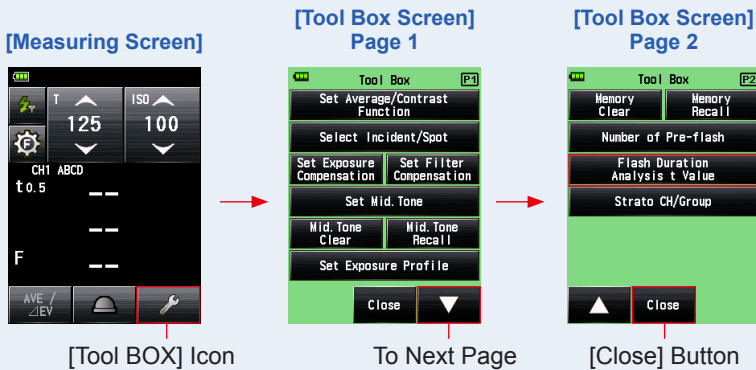 [Measuring Screen]
T
ISO
125
100
CH1 ABCD
t0.5
--
--
F
--
AVE /
⊿EV
[Tool BOX] Icon
[Tool Box Screen]
Page 1
Tool Box
P1
Set Average/Contrast
Function
Select Incident/Spot
Set Exposure
Compensation
Set Filter
Compensation
Set Mid. Tone
Mid. Tone
Clear
Mid. Tone
Recall
Set Exposure Profile
Close
To Next Page
[Tool Box Screen]
Page 2
Tool Box
P2
Memory
Clear
Memory
Recall
Number of Pre-flash
Flash Duration
Analysis t Value
Strato CH/Group
Close
[Close] Button